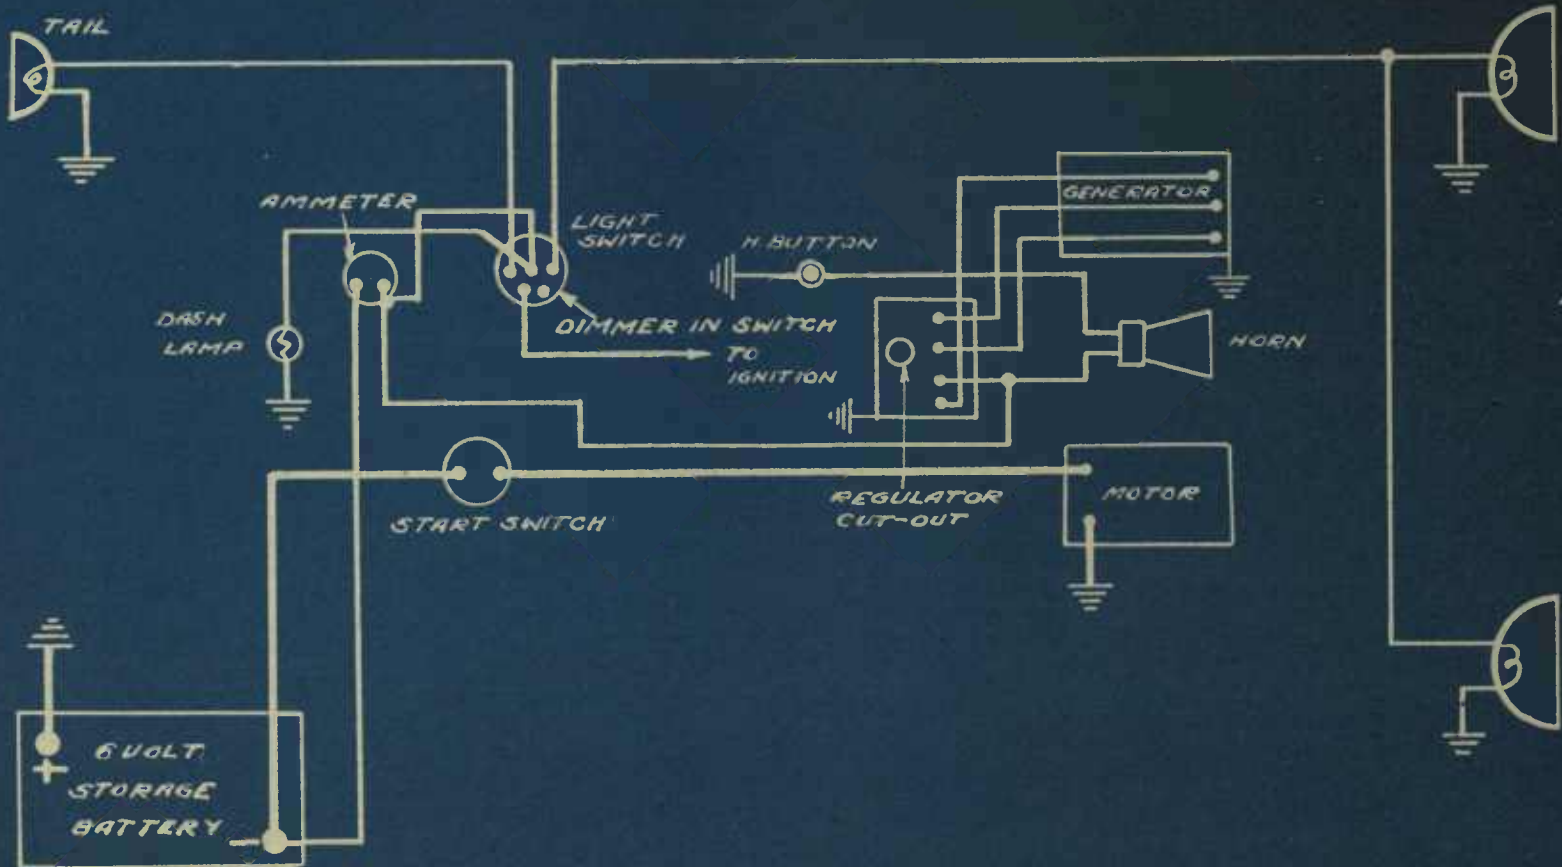 TAIL
AMMETER
LIGHT
SWITCH
H. BUTTON
GENERATOR
DASH
LAMP
DIMMER IN SWITCH
TO
IGNITION
HORN
START SWITCH
REGULATOR
CUT-OUT
MOTOR
6 VOLT
+
STORAGE
BATTERY -